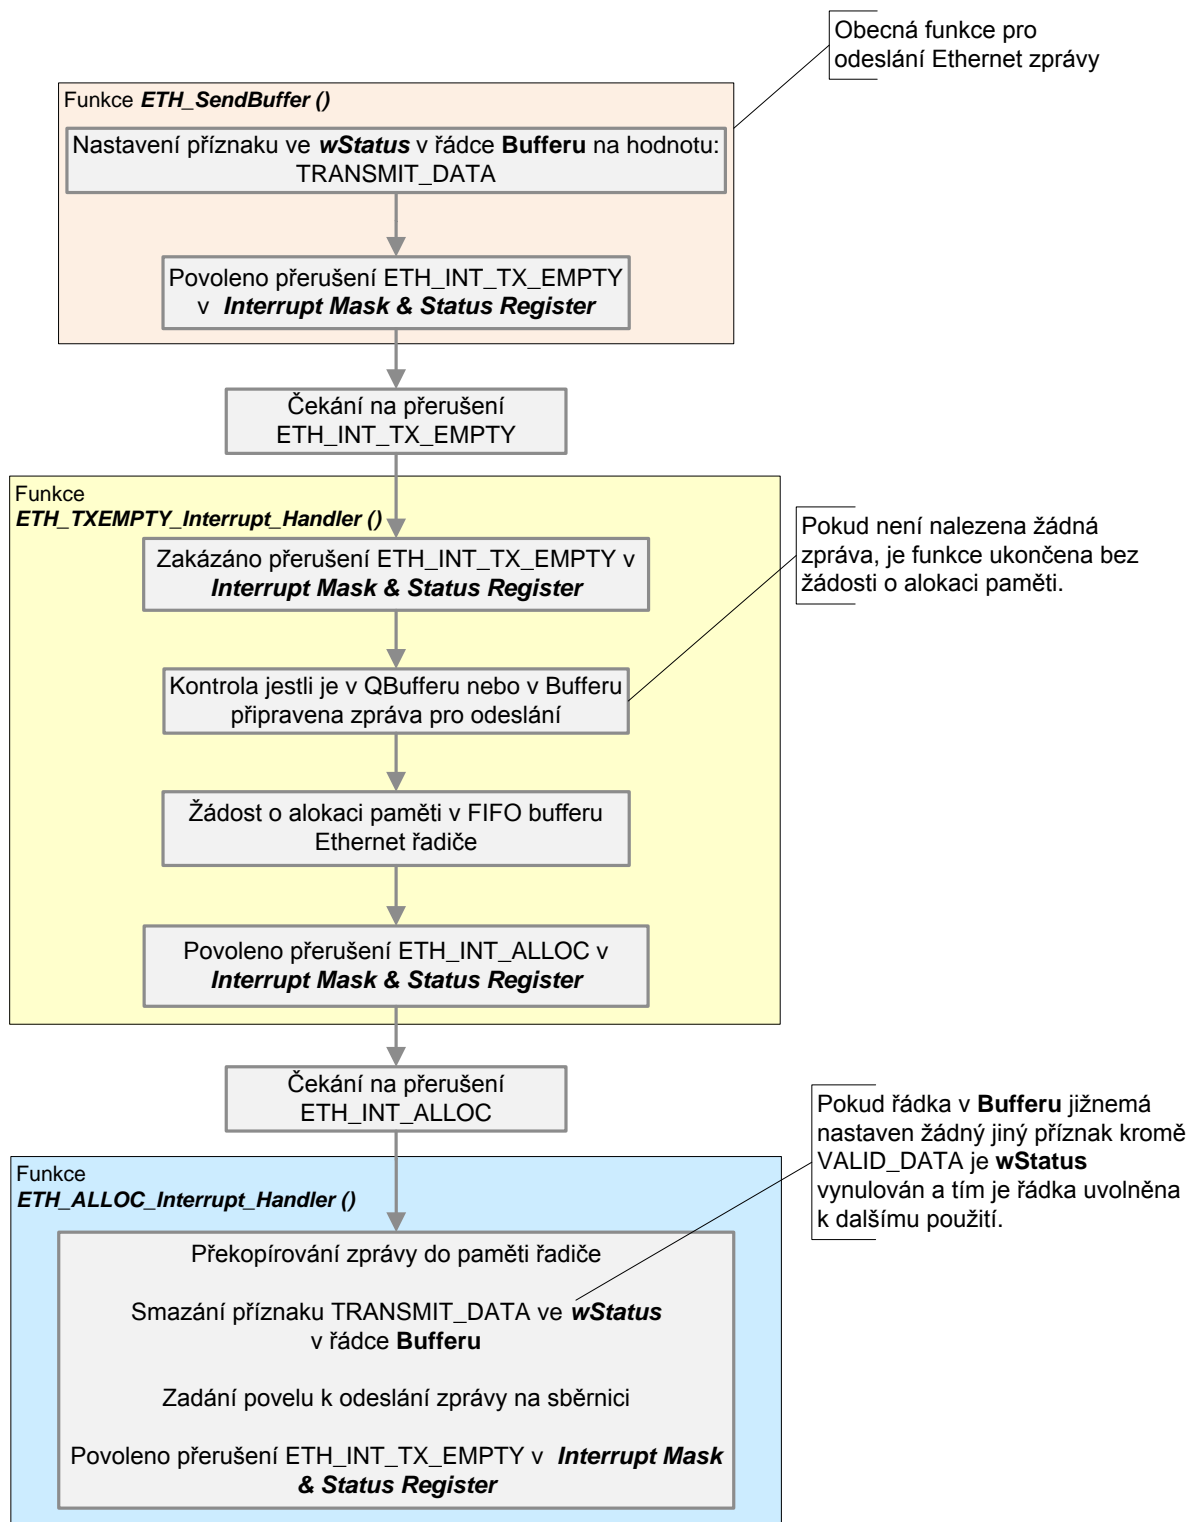 Obecná funkce pro
odeslání Ethernet zprávy
Funkce ETH_SendBuffer ()
Nastavení příznaku ve wStatus v řádce Bufferu na hodnotu:
TRANSMIT_DATA
Povoleno přerušení ETH_INT_TX_EMPTY
v Interrupt Mask & Status Register
Čekání na přerušení
ETH_INT_TX_EMPTY
Funkce
ETH_TXEMPTY_Interrupt_Handler ()
Zakázáno přerušení ETH_INT_TX_EMPTY v
Interrupt Mask & Status Register
Pokud není nalezena žádná
zpráva, je funkce ukončena bez
žádosti o alokaci paměti.
Kontrola jestli je v QBufferu nebo v Bufferu
připravena zpráva pro odeslání
Žádost o alokaci paměti v FIFO bufferu
Ethernet řadiče
Povoleno přerušení ETH_INT_ALLOC v
Interrupt Mask & Status Register
Čekání na přerušení
ETH_INT_ALLOC
Pokud řádka v Bufferu jižnemá
nastaven žádný jiný příznak kromě
VALID_DATA je wStatus
vynulován a tím je řádka uvolněna
k dalšímu použití.
Funkce
ETH_ALLOC_Interrupt_Handler ()
Překopírování zprávy do paměti řadiče
Smazání příznaku TRANSMIT_DATA ve wStatus
v řádce Bufferu
Zadání povelu k odeslání zprávy na sběrnici
Povoleno přerušení ETH_INT_TX_EMPTY v Interrupt Mask
& Status Register